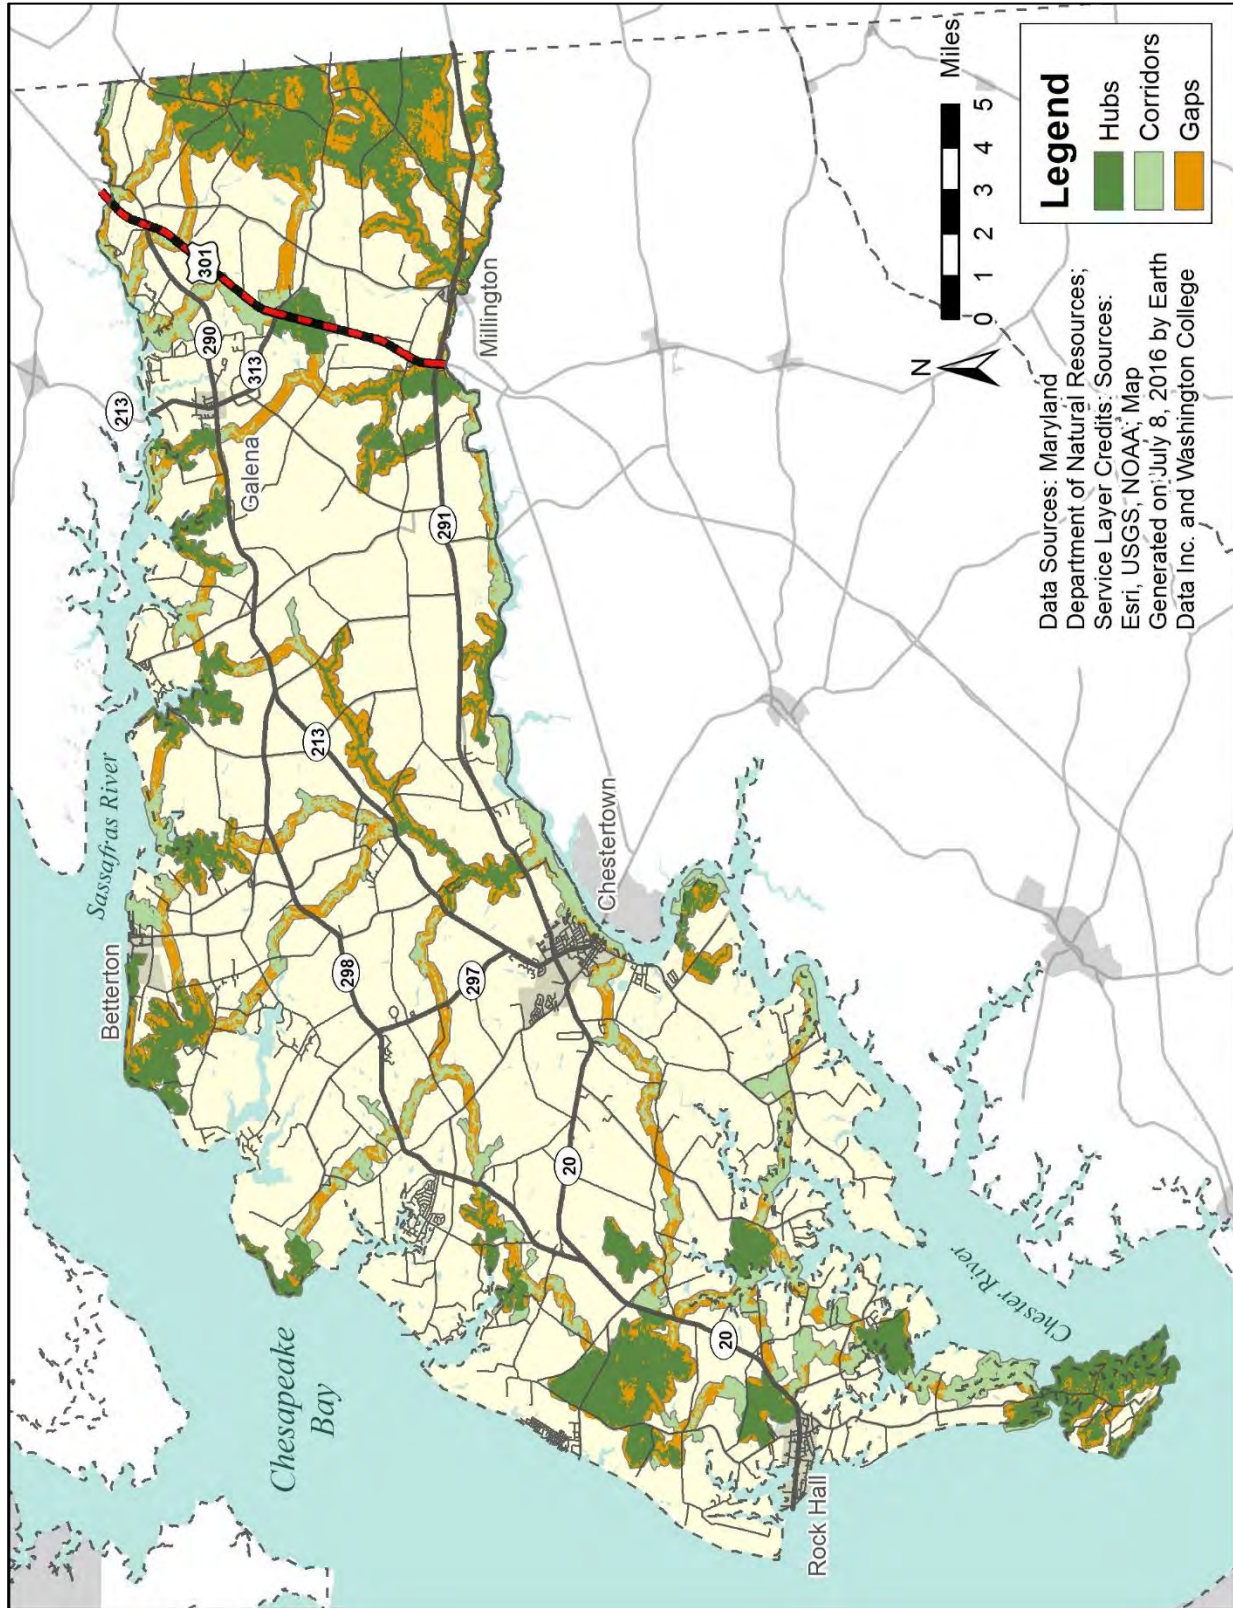 Chesapeake
Bay
Sassafras River
Betterton
213
290
301
313
Galena
Millington
291
213
298
297
Chestertown
20
20
Rock Hall
Chester River
N
0 1 2 3 4 5
Miles
Data Sources: Maryland
Department of Natural Resources;
Service Layer Credits: Sources:
Esri, USGS, NOAA; Map
Generated on July 8, 2016 by Earth
Data Inc. and Washington College
Legend
Hubs
Corridors
Gaps